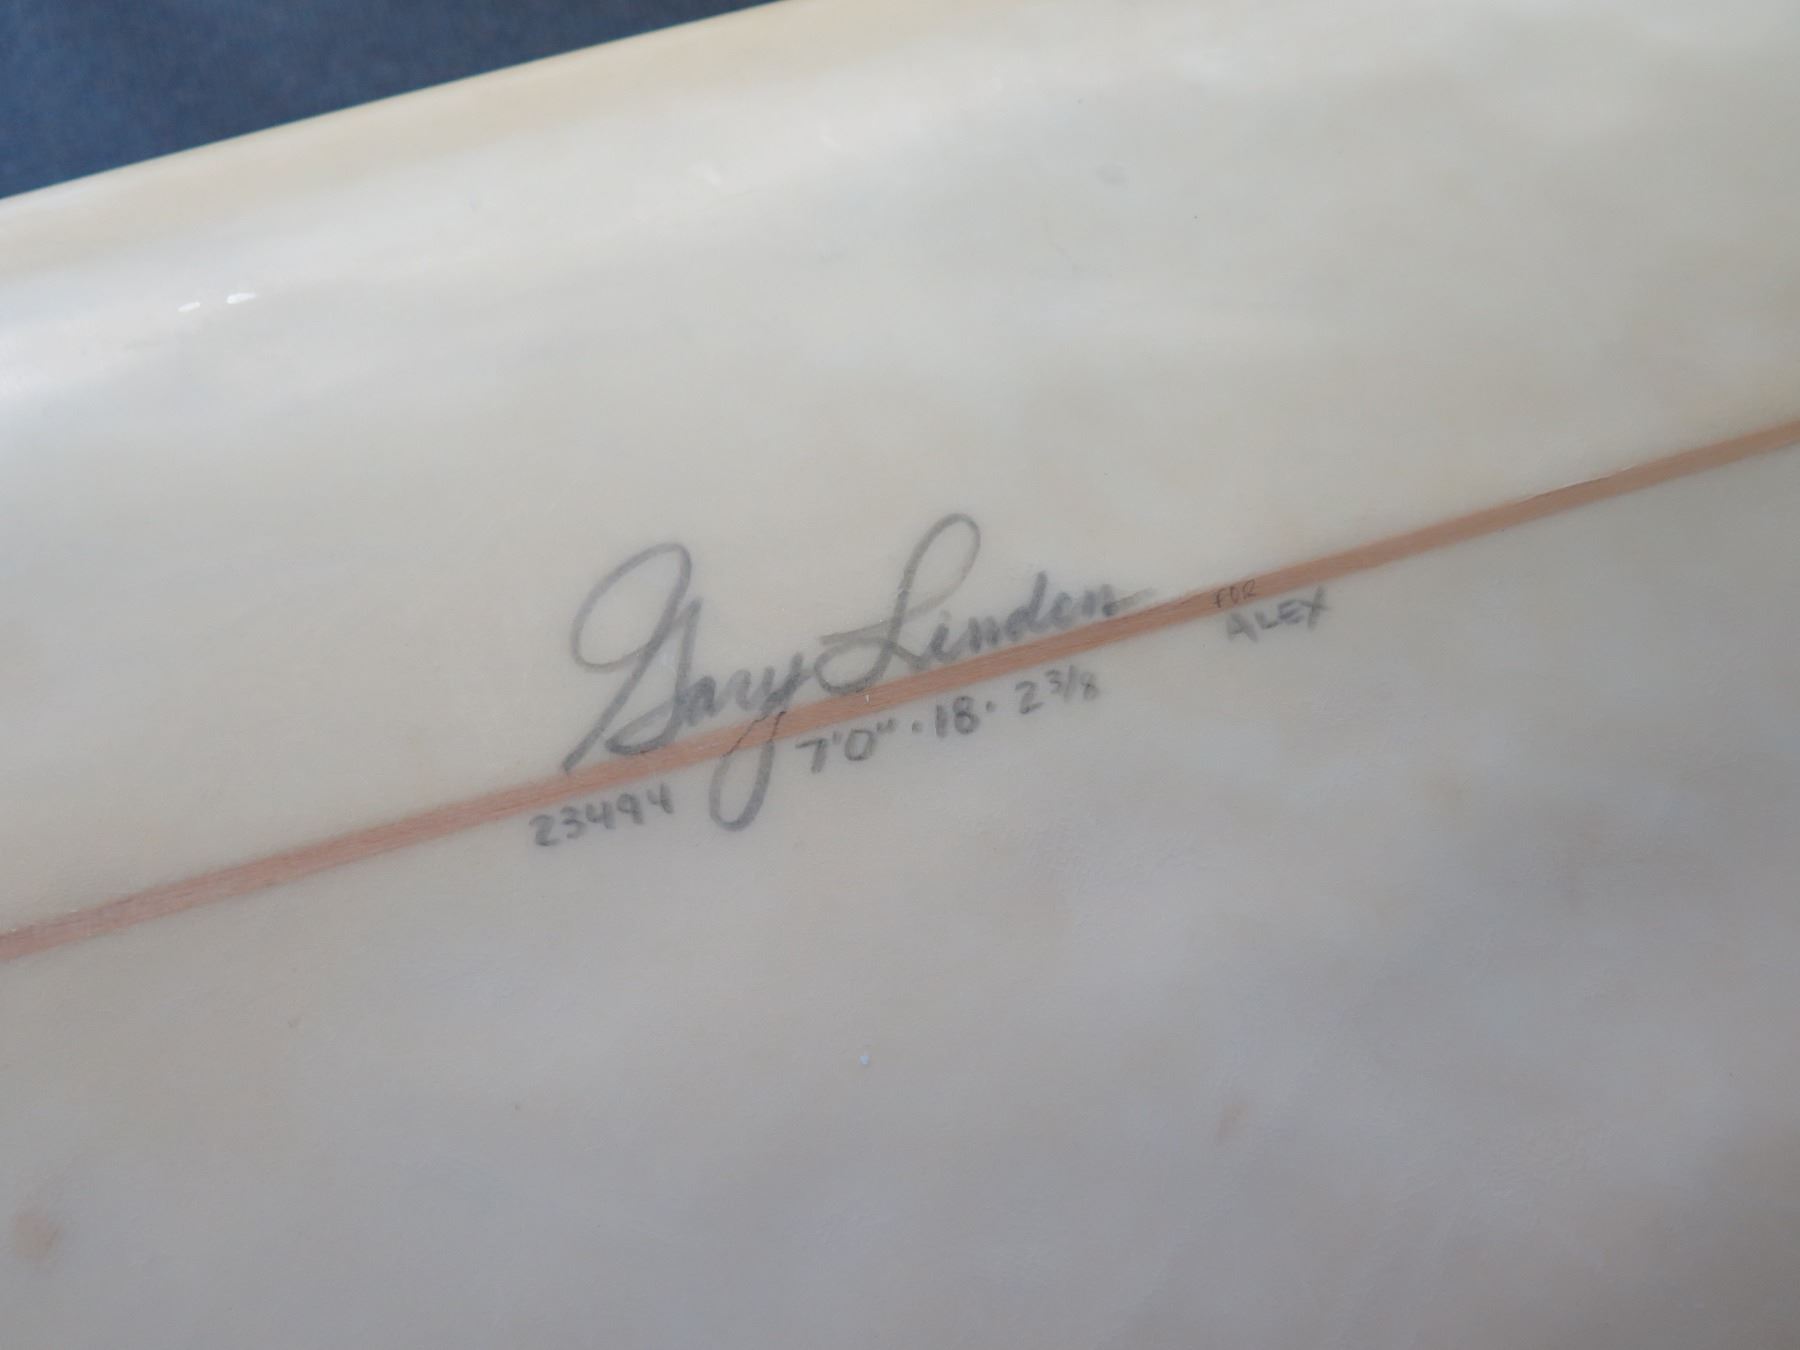 Gary Linden
FOR
ALEX
7'0" · 18 · 2 3/8
23494